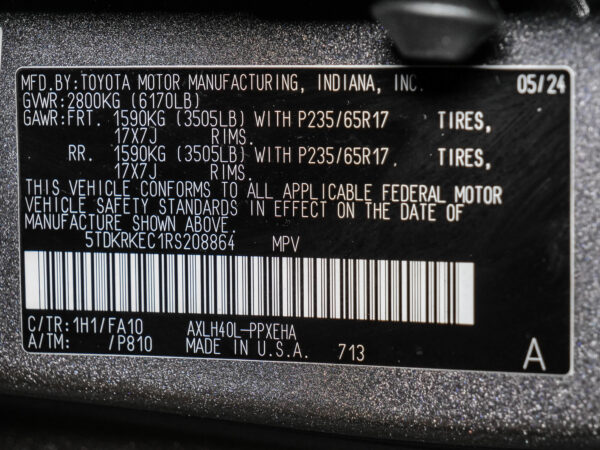 MFD.BY:TOYOTA MOTOR MANUFACTURING, INDIANA, INC. 05/24
GVWR:2800KG (6170LB)
GAWR:FRT. 1590KG (3505LB) WITH P235/65R17 TIRES,
17X7J RIMS.
RR. 1590KG (3505LB) WITH P235/65R17, TIRES,
17X7J RIMS.
THIS VEHICLE CONFORMS TO ALL APPLICABLE FEDERAL MOTOR
VEHICLE SAFETY STANDARDS IN EFFECT ON THE DATE OF
MANUFACTURE SHOWN ABOVE.
5TDKRKEC1RS208864 MPV
C/TR:1H1/FA10 AXLH40L-PPXEHA
A/TM: /P810 MADE IN U.S.A. 713
A